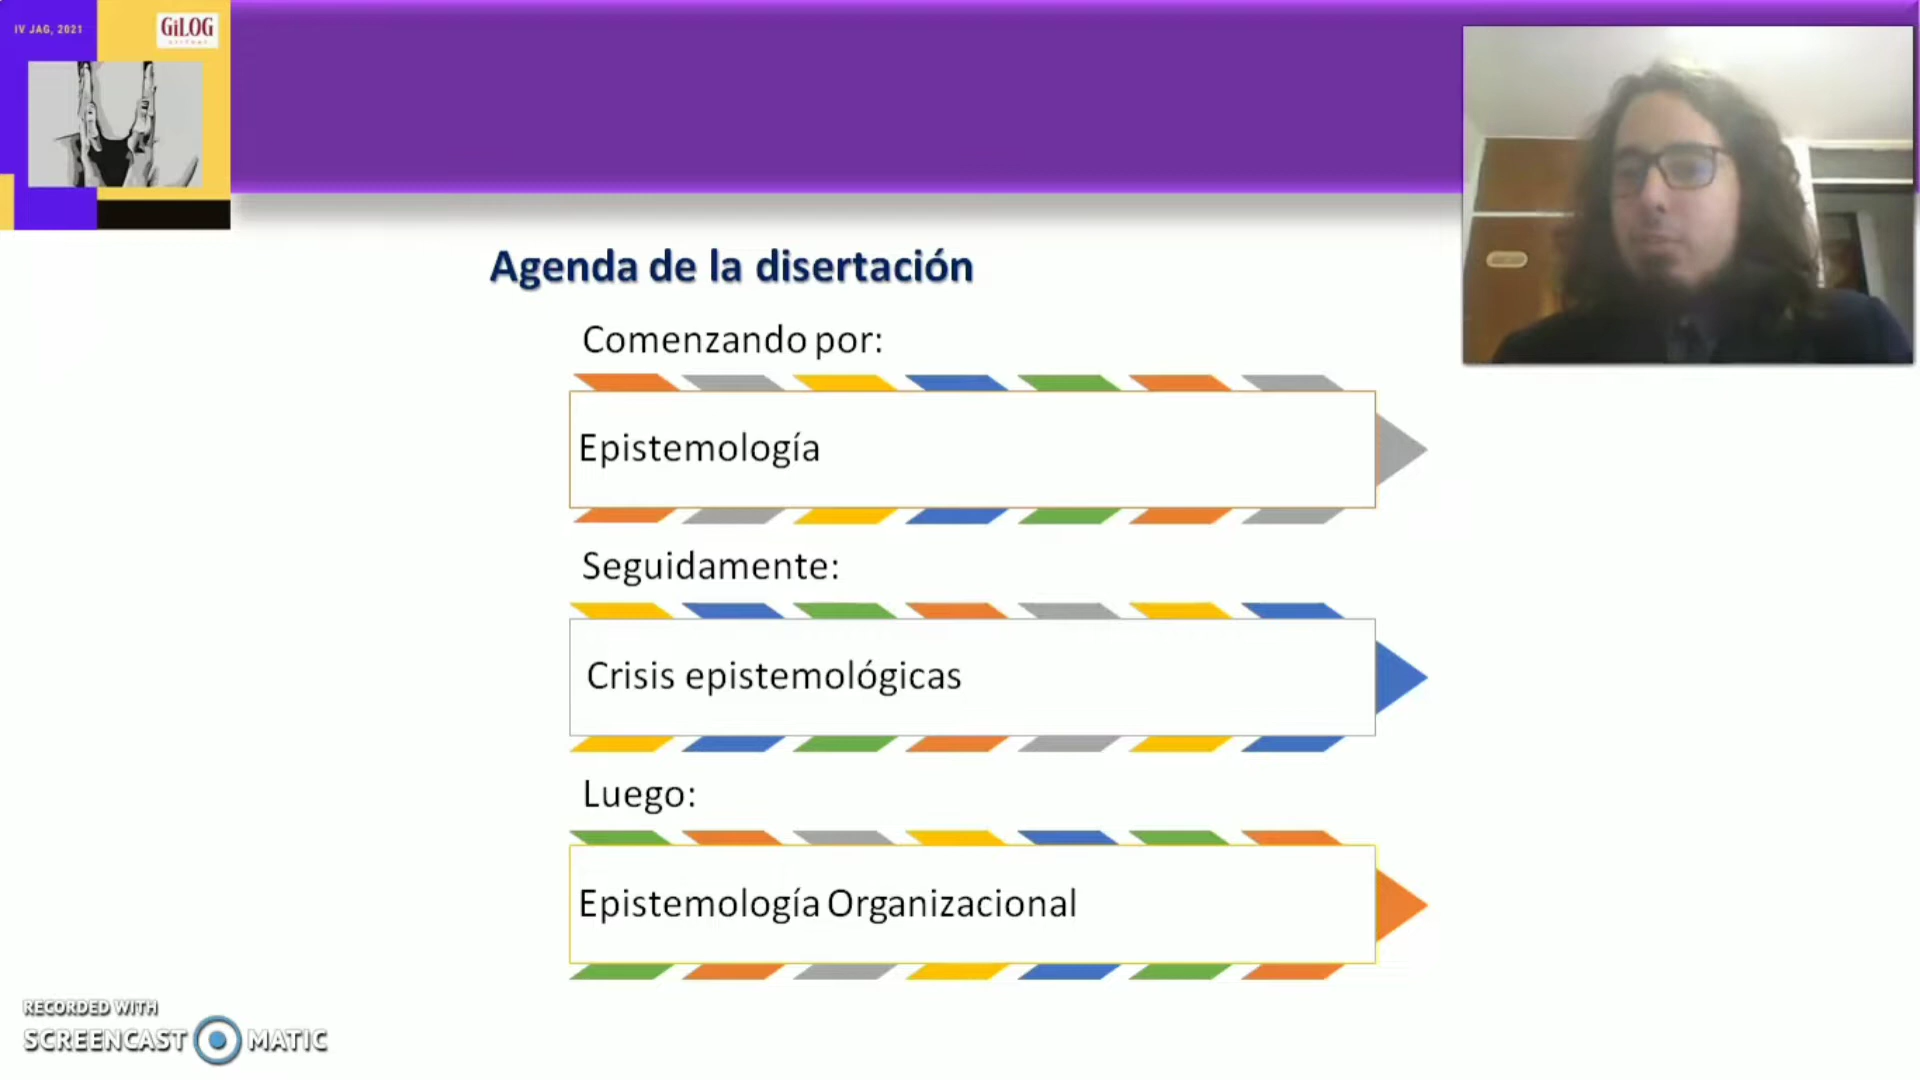 IV JAG, 2021
GiLOG
Agenda de la disertación
Comenzando por:
Epistemología
Seguidamente:
Crisis epistemológicas
Luego:
Epistemología Organizacional
RECORDED WITH
SCREENCAST MATIC